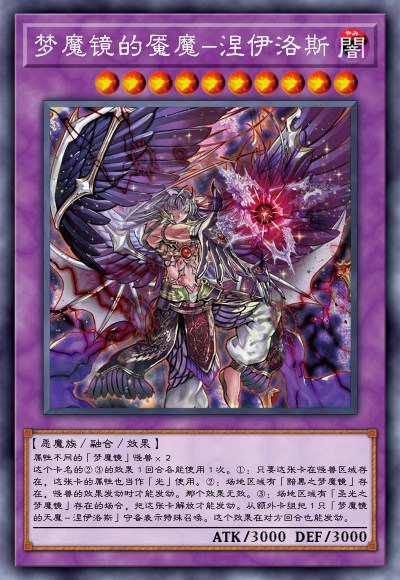 梦魔镜的魇魔-涅伊洛斯
やみ
闇
【恶魔族/融合/效果】
属性不同的「梦魔镜」怪兽×2
这个卡名的②③的效果1回合各能使用1次。①:只要这张卡在怪兽区域存
在,这张卡的属性也当作「光」使用。②:场地区域有「黯黑之梦魔镜」存
在,怪兽的效果发动时才能发动。那个效果无效。③:场地区域有「圣光之
梦魔镜」存在的场合,把这张卡解放才能发动。从额外卡组把1只「梦魔镜
的天魔-涅伊洛斯」守备表示特殊召唤。这个效果在对方回合也能发动。
ATK/3000 DEF/3000